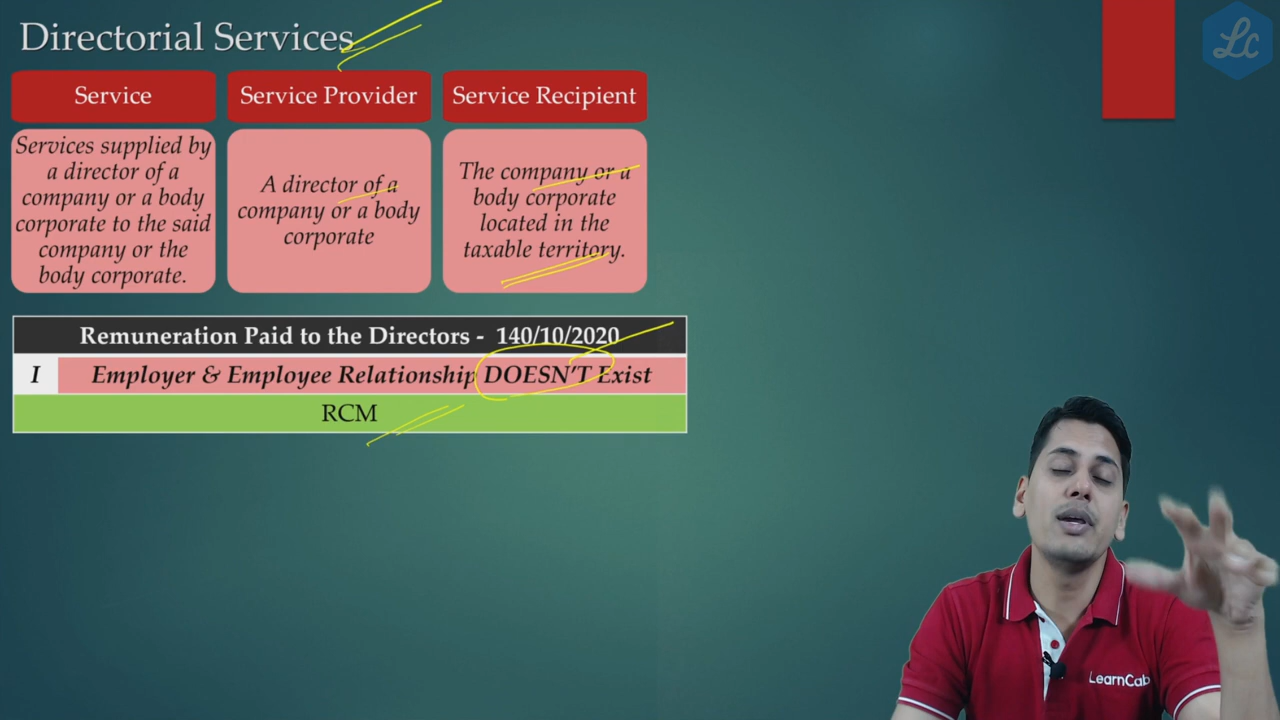 Directorial Services
Lc
Service
Service Provider
Service Recipient
Services supplied by
a director of a
company or a body
corporate to the said
company or the
body corporate.
A director of a
company or a body
corporate
The company or a
body corporate
located in the
taxable territory.
Remuneration Paid to the Directors - 140/10/2020
I Employer & Employee Relationship DOESN'T Exist
RCM
LearnCab